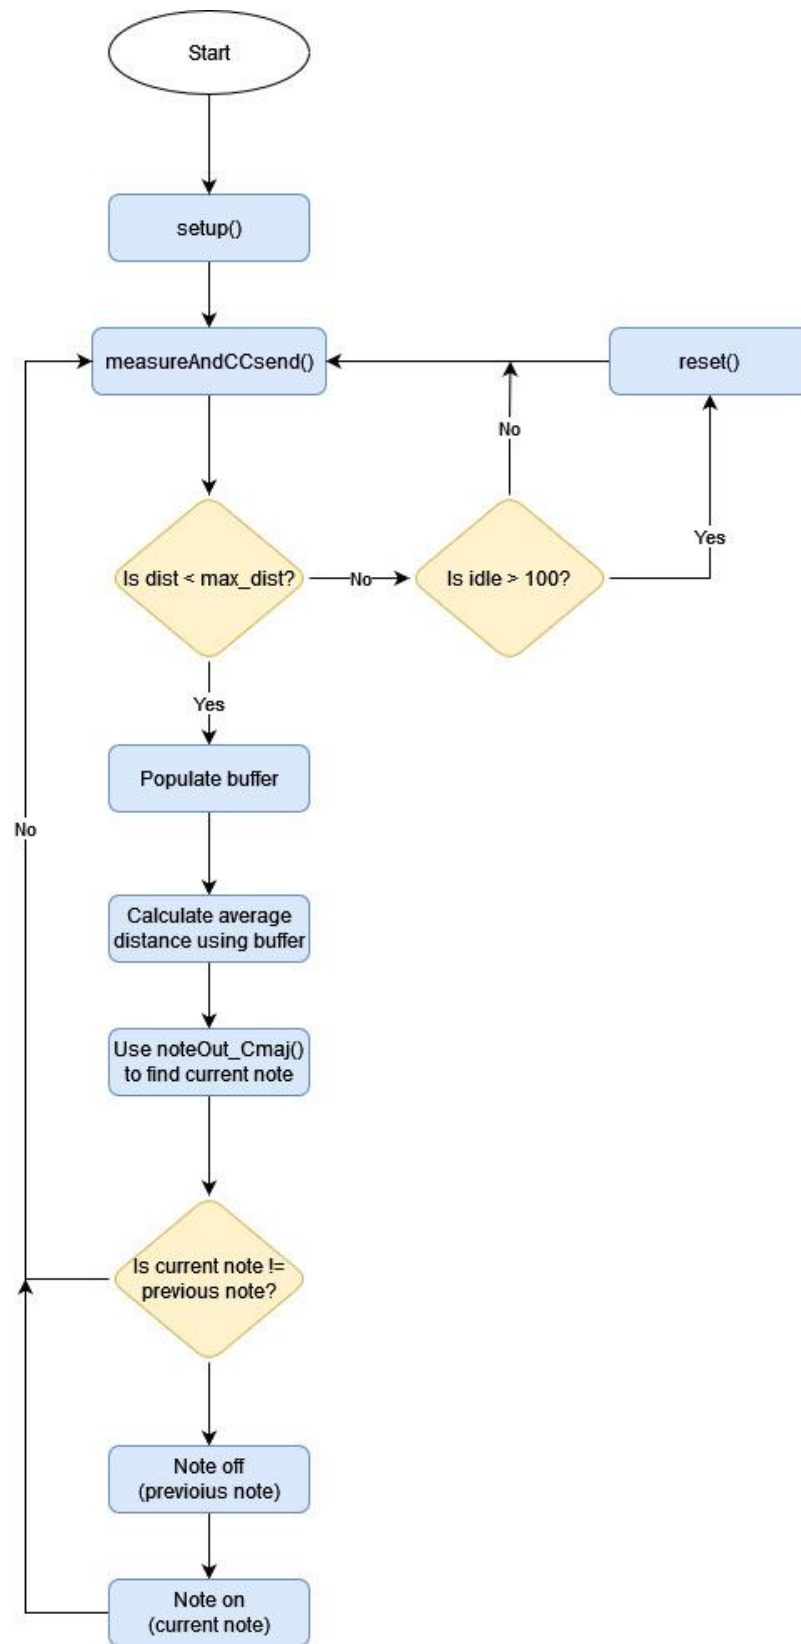 Start
setup()
measureAndCCsend()
reset()
No
Yes
Is dist < max_dist?
No
Is idle > 100?
Yes
Populate buffer
No
Calculate average
distance using buffer
Use noteOut_Cmaj()
to find current note
Is current note !=
previous note?
Note off
(previoius note)
Note on
(current note)